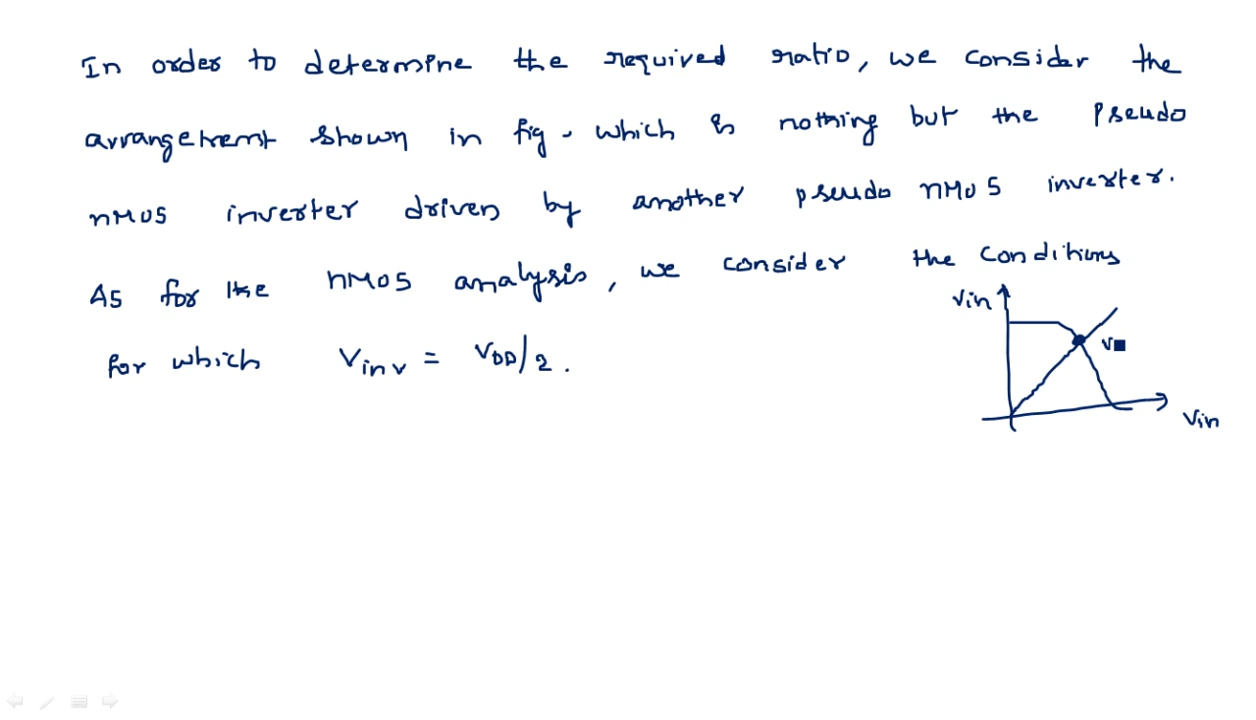 In order to determine the required ratio, we consider the
arrangement shown in fig. which is nothing but the Pseudo
nMOS inverter driven by another pseudo nMOS inverter.
As for the nMOS analysis, we consider the conditions
for which Vinv = VDD/2.
Vin
V
Vin